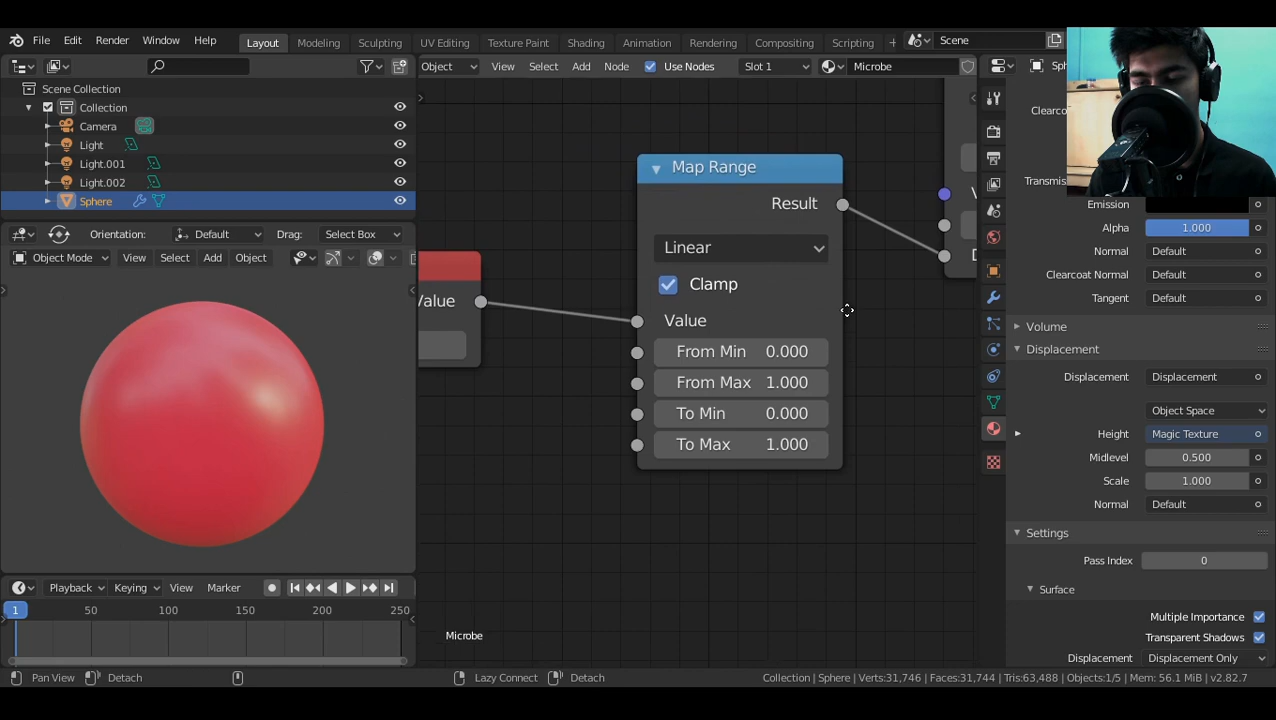 File Edit Render Window Help Layout Modeling Sculpting UV Editing Texture Paint Shading Animation Rendering Compositing Scripting + Scene
Object View Select Add Node Use Nodes Slot 1 Microbe
Scene Collection
Collection
Camera
Light
Light.001
Light.002
Sphere
Orientation: Default Drag: Select Box
Object Mode View Select Add Object
Playback Keying View Marker
1 50 100 150 200 250
Map Range
Result
Linear
Clamp
Value
Value
From Min 0.000
From Max 1.000
To Min 0.000
To Max 1.000
Microbe
Emission
Alpha 1.000
Normal Default
Clearcoat Normal Default
Tangent Default
Volume
Displacement
Displacement Displacement
Object Space
Height Magic Texture
Midlevel 0.500
Scale 1.000
Normal Default
Settings
Pass Index 0
Surface
Multiple Importance
Transparent Shadows
Displacement Displacement Only
Pan View Detach Lazy Connect Detach Collection | Sphere | Verts:31,746 | Faces:31,744 | Tris:63,488 | Objects:1/5 | Mem: 56.1 MiB | v2.82.7